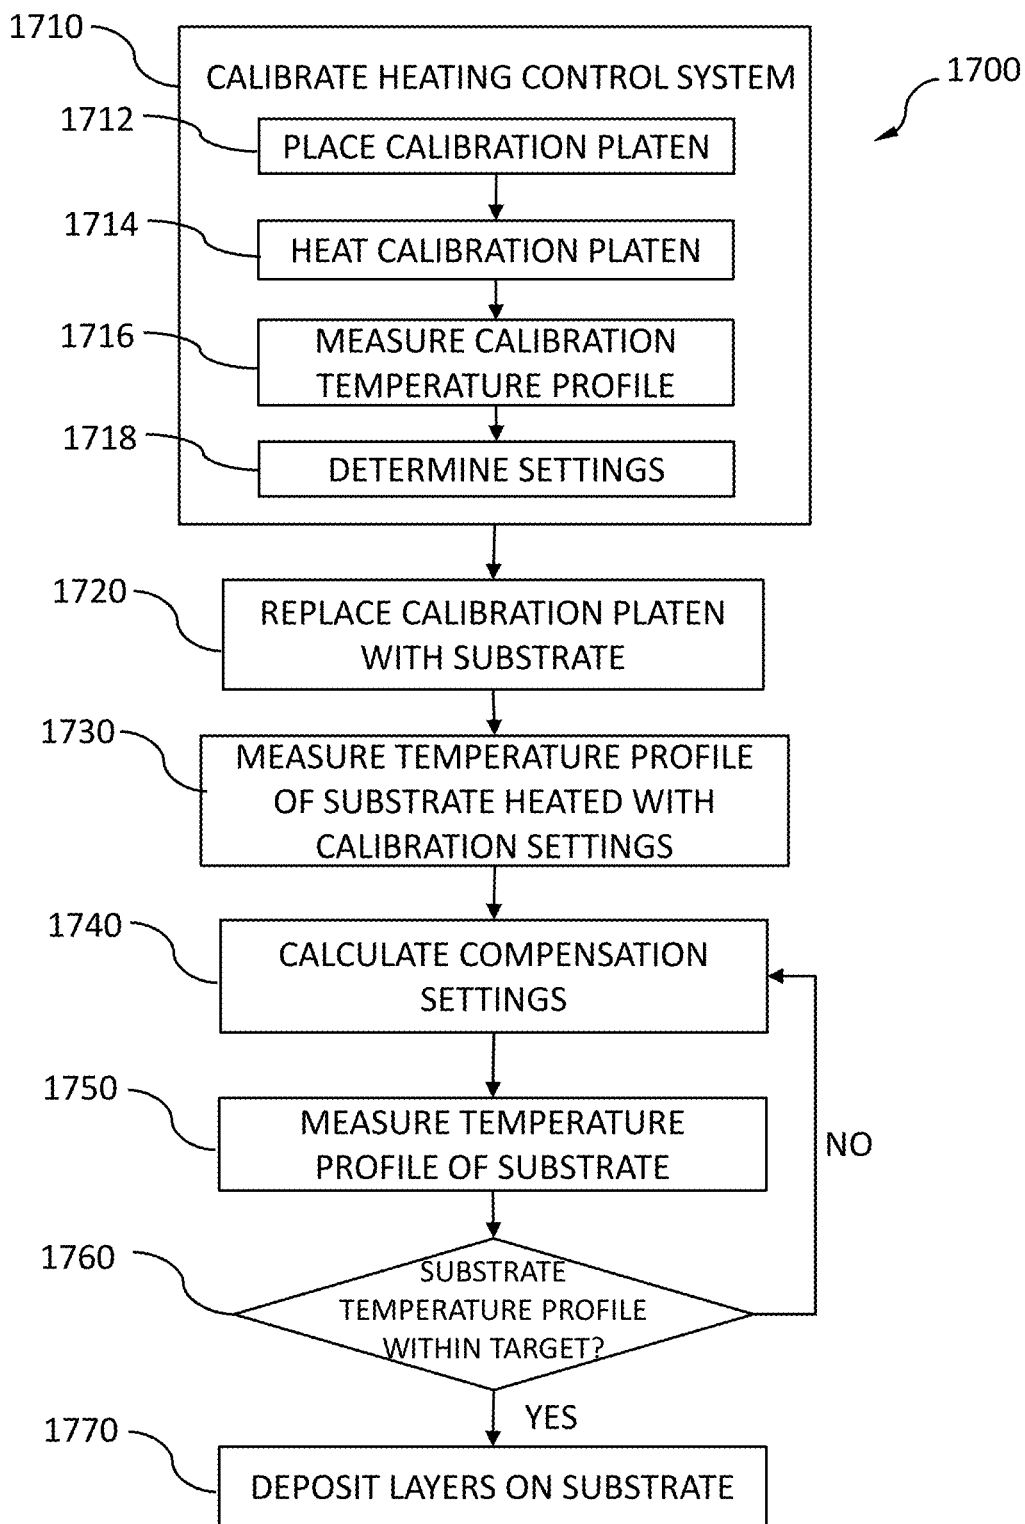 1710
CALIBRATE HEATING CONTROL SYSTEM
1700
1712
PLACE CALIBRATION PLATEN
1714
HEAT CALIBRATION PLATEN
1716
MEASURE CALIBRATION
TEMPERATURE PROFILE
1718
DETERMINE SETTINGS
1720
REPLACE CALIBRATION PLATEN
WITH SUBSTRATE
1730
MEASURE TEMPERATURE PROFILE
OF SUBSTRATE HEATED WITH
CALIBRATION SETTINGS
1740
CALCULATE COMPENSATION
SETTINGS
1750
MEASURE TEMPERATURE
PROFILE OF SUBSTRATE
NO
1760
SUBSTRATE
TEMPERATURE PROFILE
WITHIN TARGET?
YES
1770
DEPOSIT LAYERS ON SUBSTRATE